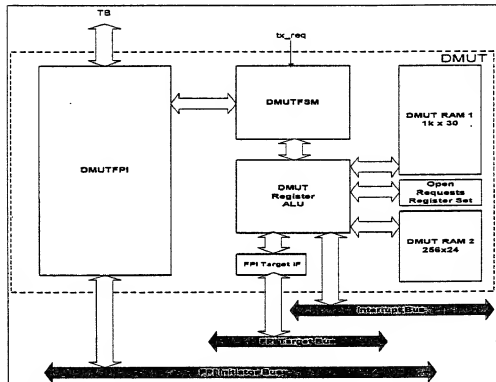 TB
tx_req
DMUT
DMUTFSM
DMUT RAM 1
1k x 30
DMUTFPI
DMUT
Register
ALU
Open
Requests
Register Set
DMUT RAM 2
256x24
FPI Target IF
Interrupt Bus
FPI Target Bus
FPI Initiator Bus